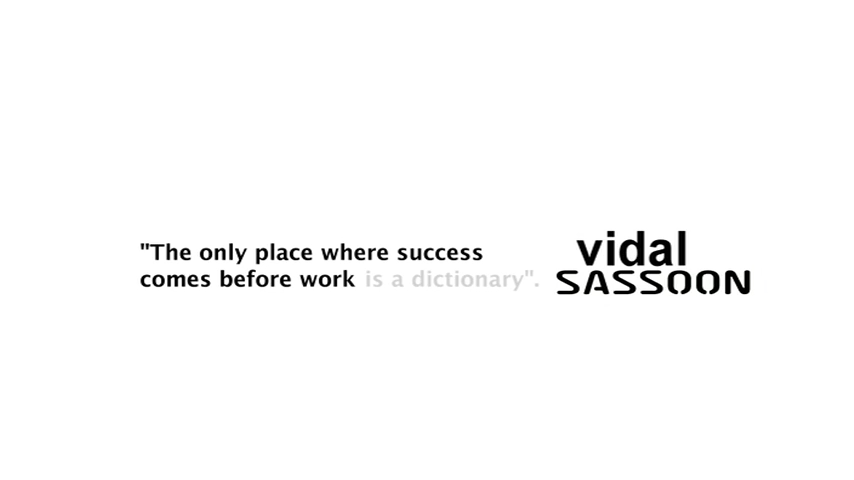 "The only place where success
comes before work is a dictionary".
vidal
SASSOON